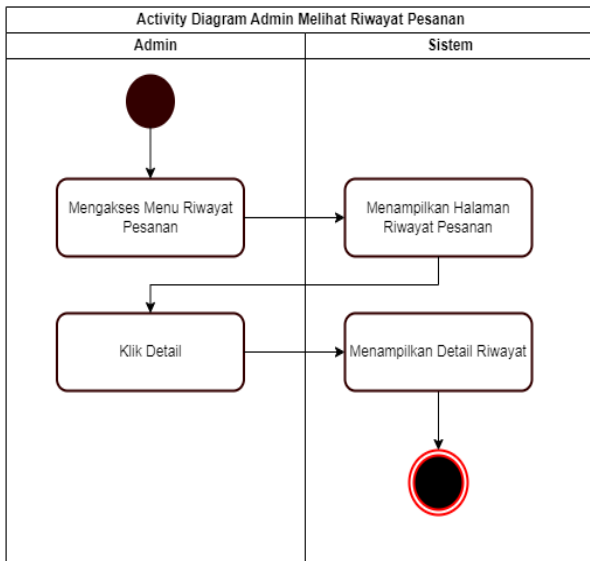 Activity Diagram Admin Melihat Riwayat Pesanan
Admin
Sistem
Mengakses Menu Riwayat
Pesanan
Menampilkan Halaman
Riwayat Pesanan
Klik Detail
Menampilkan Detail Riwayat